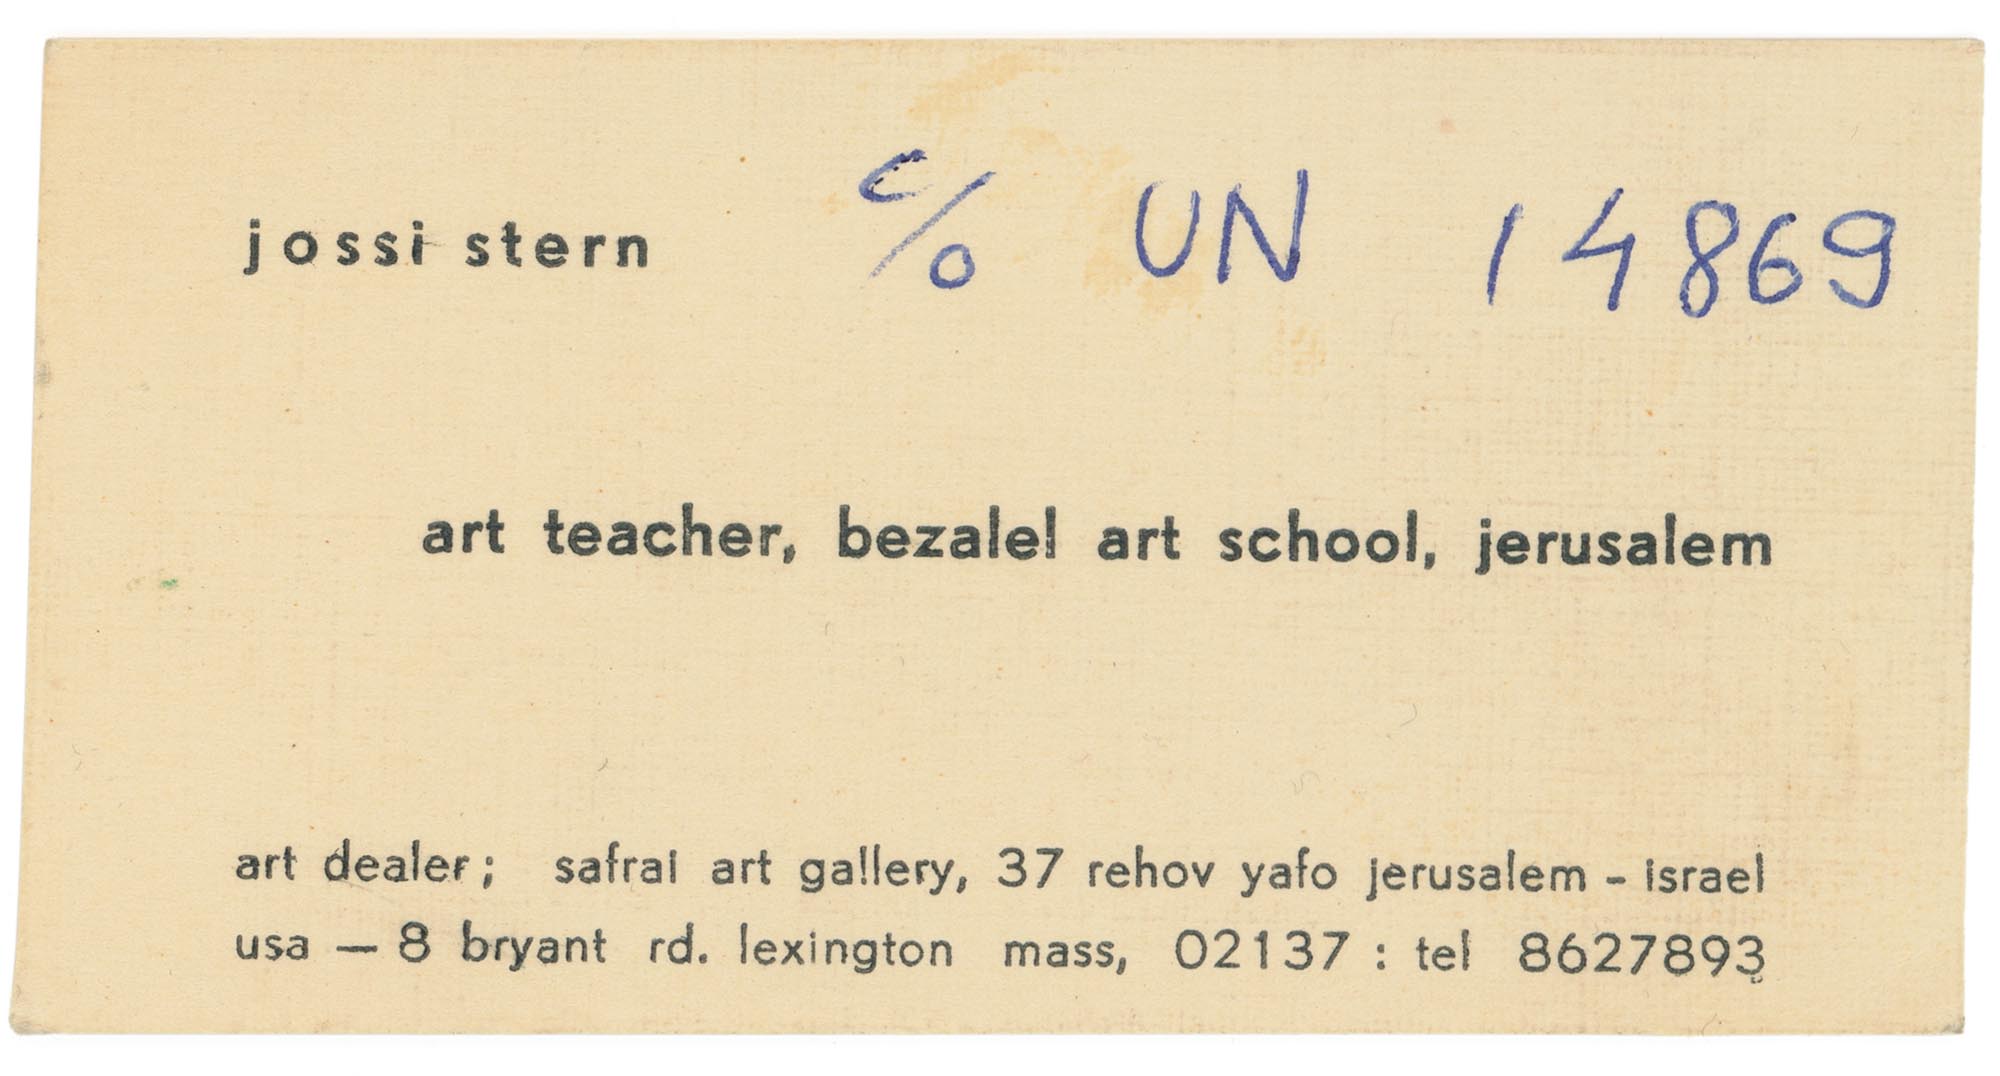 jossi stern c/o UN 14869
art teacher, bezalel art school, jerusalem
art dealer; safrai art gallery, 37 rehov yafo jerusalem - israel
usa — 8 bryant rd. lexington mass, 02137 : tel 8627893